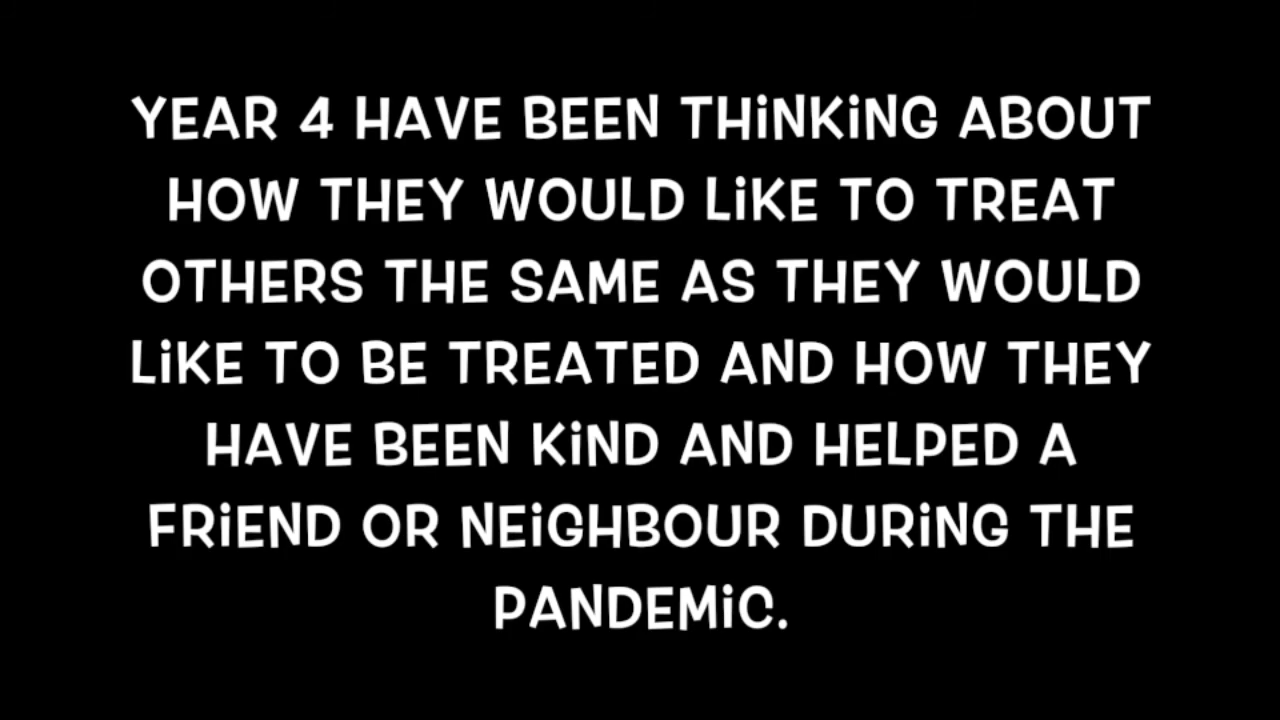 YEAR 4 HAVE BEEN THiNKiNG ABOUT
HOW THEY WOULD LiKE TO TREAT
OTHERS THE SAME AS THEY WOULD
LiKE TO BE TREATED AND HOW THEY
HAVE BEEN KiND AND HELPED A
FRiEND OR NEiGHBOUR DURiNG THE
PANDEMiC.